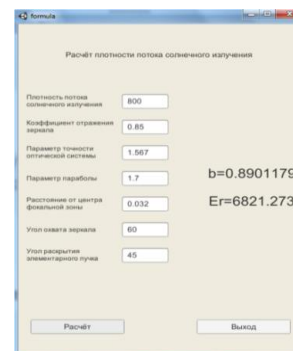 formula
Расчёт плотности потока солнечного излучения
Плотность потока
солнечного излучения
800
Коэффициент отражения
зеркала
0.85
Параметр точности
оптической системы
1.567
Параметр параболы
1.7
b=0.8901179
Расстояние от центра
фокальной зоны
0.032
Er=6821.273
Угол охвата зеркала
60
Угол раскрытия
элементарного пучка
45
Расчёт
Выход